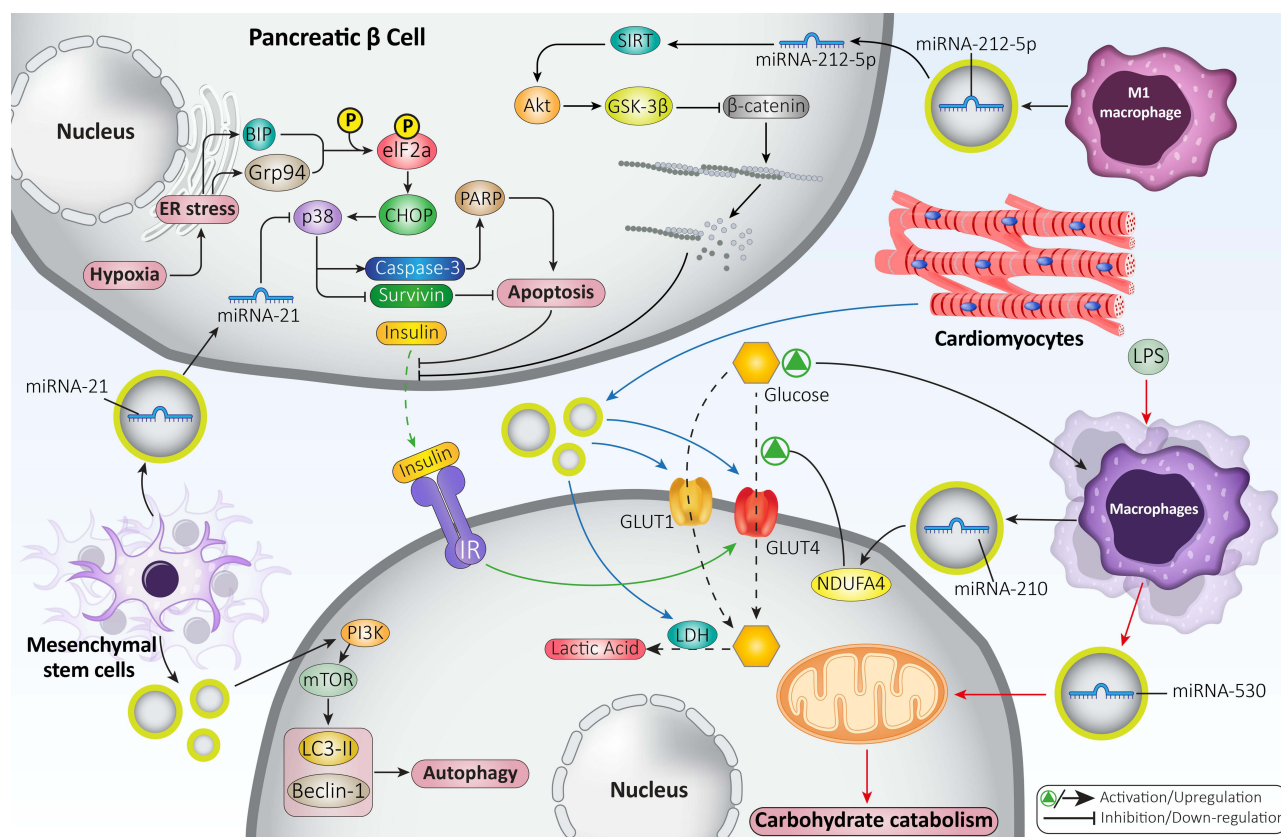 Pancreatic β Cell
SIRT
miRNA-212-5p
miRNA-212-5p
M1
macrophage
Nucleus
BIP
P
P
eIF2a
Akt
GSK-3β
β-catenin
Grp94
ER stress
p38
CHOP
PARP
Hypoxia
Caspase-3
miRNA-21
Survivin
Apoptosis
Insulin
Cardiomyocytes
LPS
Glucose
miRNA-21
Insulin
IR
GLUT1
GLUT4
Macrophages
NDUFA4
miRNA-210
Mesenchymal
stem cells
PI3K
mTOR
LDH
Lactic Acid
miRNA-530
LC3-II
Beclin-1
Autophagy
Nucleus
Carbohydrate catabolism
Activation/Upregulation
Inhibition/Down-regulation